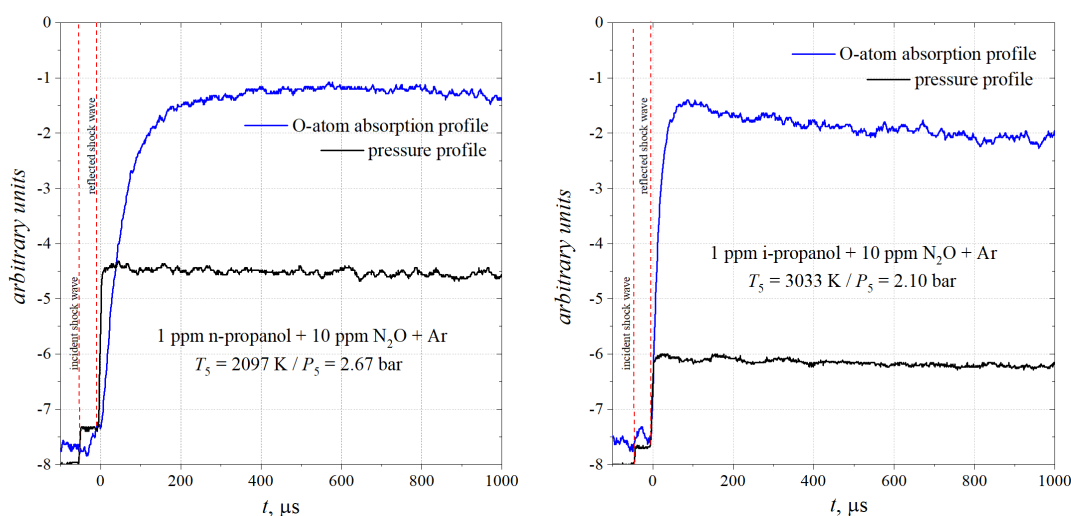 0
-1
-2
-3
-4
-5
-6
-7
-8
arbitrary units
incident shock wave
reflected shock wave
O-atom absorption profile
pressure profile
1 ppm n-propanol + 10 ppm N₂O + Ar
T₅ = 2097 K / P₅ = 2.67 bar
0 200 400 600 800 1000
t, μs
0
-1
-2
-3
-4
-5
-6
-7
-8
arbitrary units
incident shock wave
reflected shock wave
O-atom absorption profile
pressure profile
1 ppm i-propanol + 10 ppm N₂O + Ar
T₅ = 3033 K / P₅ = 2.10 bar
0 200 400 600 800 1000
t, μs